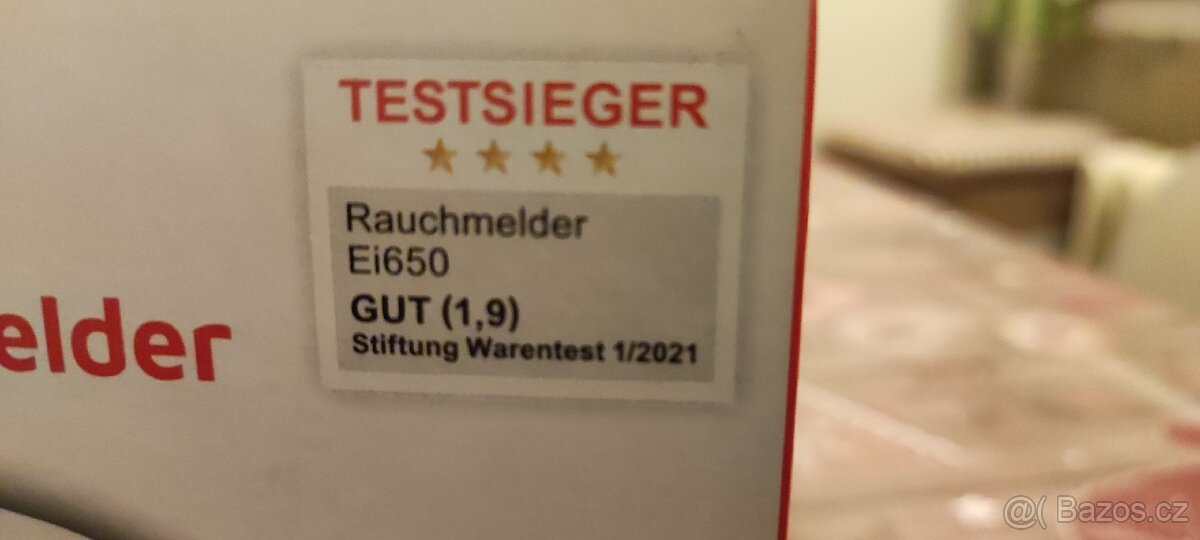 TESTSIEGER
Rauchmelder
Ei650
GUT (1,9)
Stiftung Warentest 1/2021
elder
@( Bazos.cz